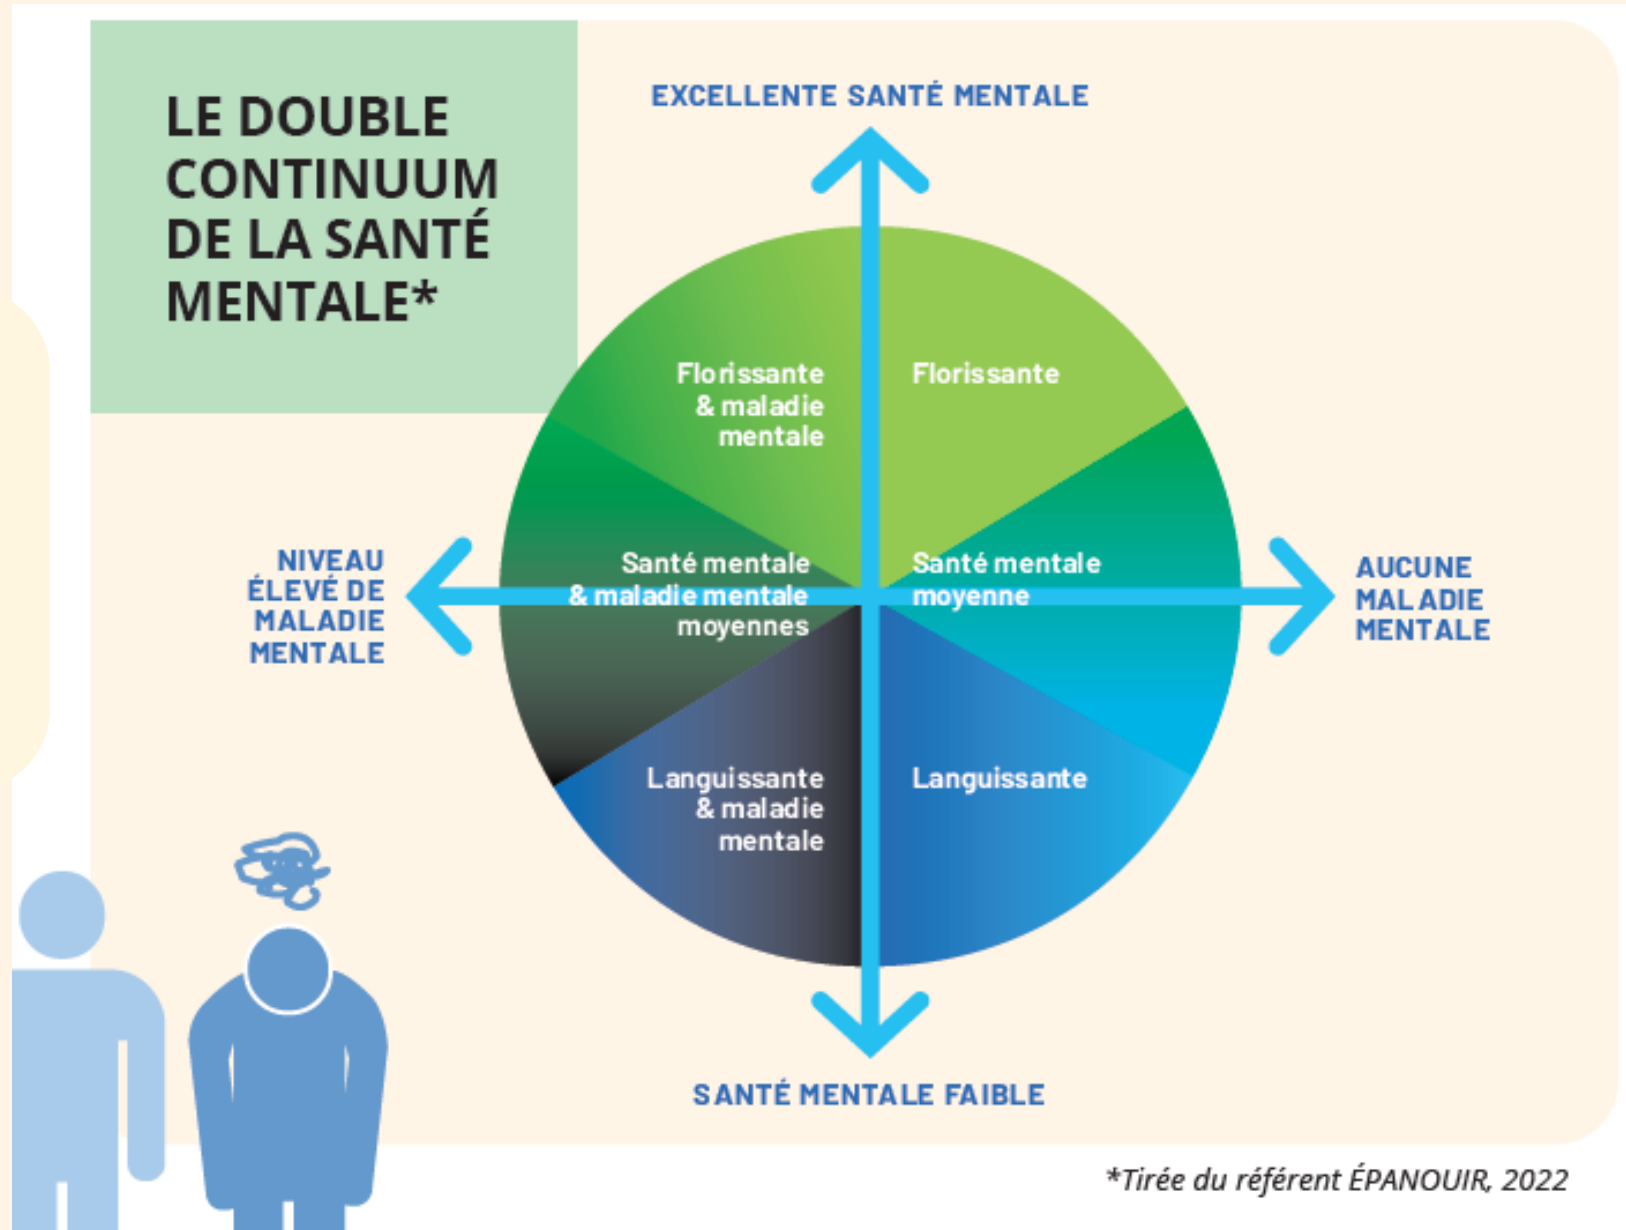 LE DOUBLE
CONTINUUM
DE LA SANTÉ
MENTALE*
EXCELLENTE SANTÉ MENTALE
Florissante
& maladie
mentale
Florissante
NIVEAU
ÉLEVÉ DE
MALADIE
MENTALE
Santé mentale
& maladie mentale
moyennes
Santé mentale
moyenne
AUCUNE
MALADIE
MENTALE
Languissante
& maladie
mentale
Languissante
SANTÉ MENTALE FAIBLE
*Tirée du référent ÉPANOUIR, 2022